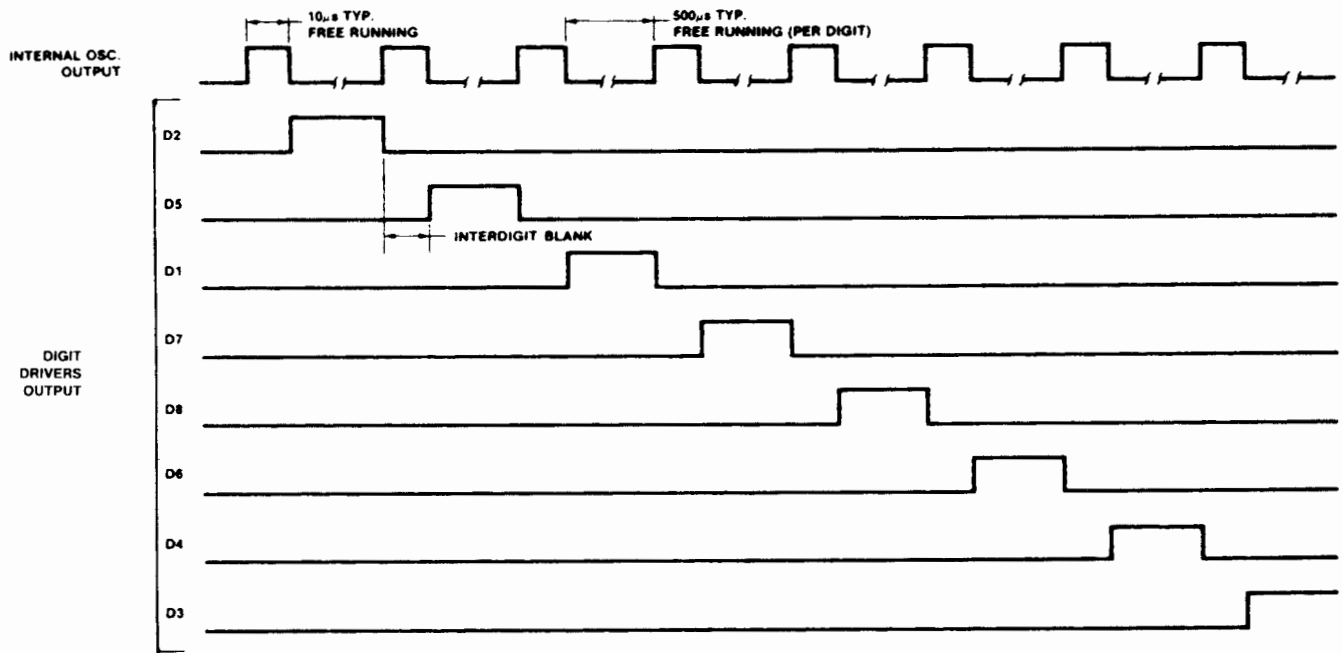 10µs TYP.
FREE RUNNING
500µs TYP.
FREE RUNNING (PER DIGIT)
INTERNAL OSC.
OUTPUT
D2
D5
INTERDIGIT BLANK
D1
D7
DIGIT
DRIVERS
OUTPUT
D8
D6
D4
D3